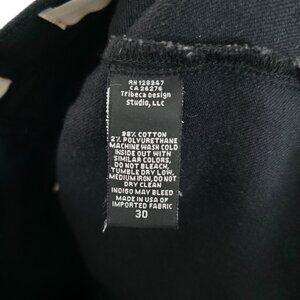 RN 128947
CA 26276
Tribeca Design
Studio, LLC
98% COTTON
2% POLYURETHANE
MACHINE WASH COLD
INSIDE OUT WITH
SIMILAR COLORS,
DO NOT BLEACH,
TUMBLE DRY LOW,
MEDIUM IRON, DO NOT
DRY CLEAN
INDIGO MAY BLEED
MADE IN USA OF
IMPORTED FABRIC
30